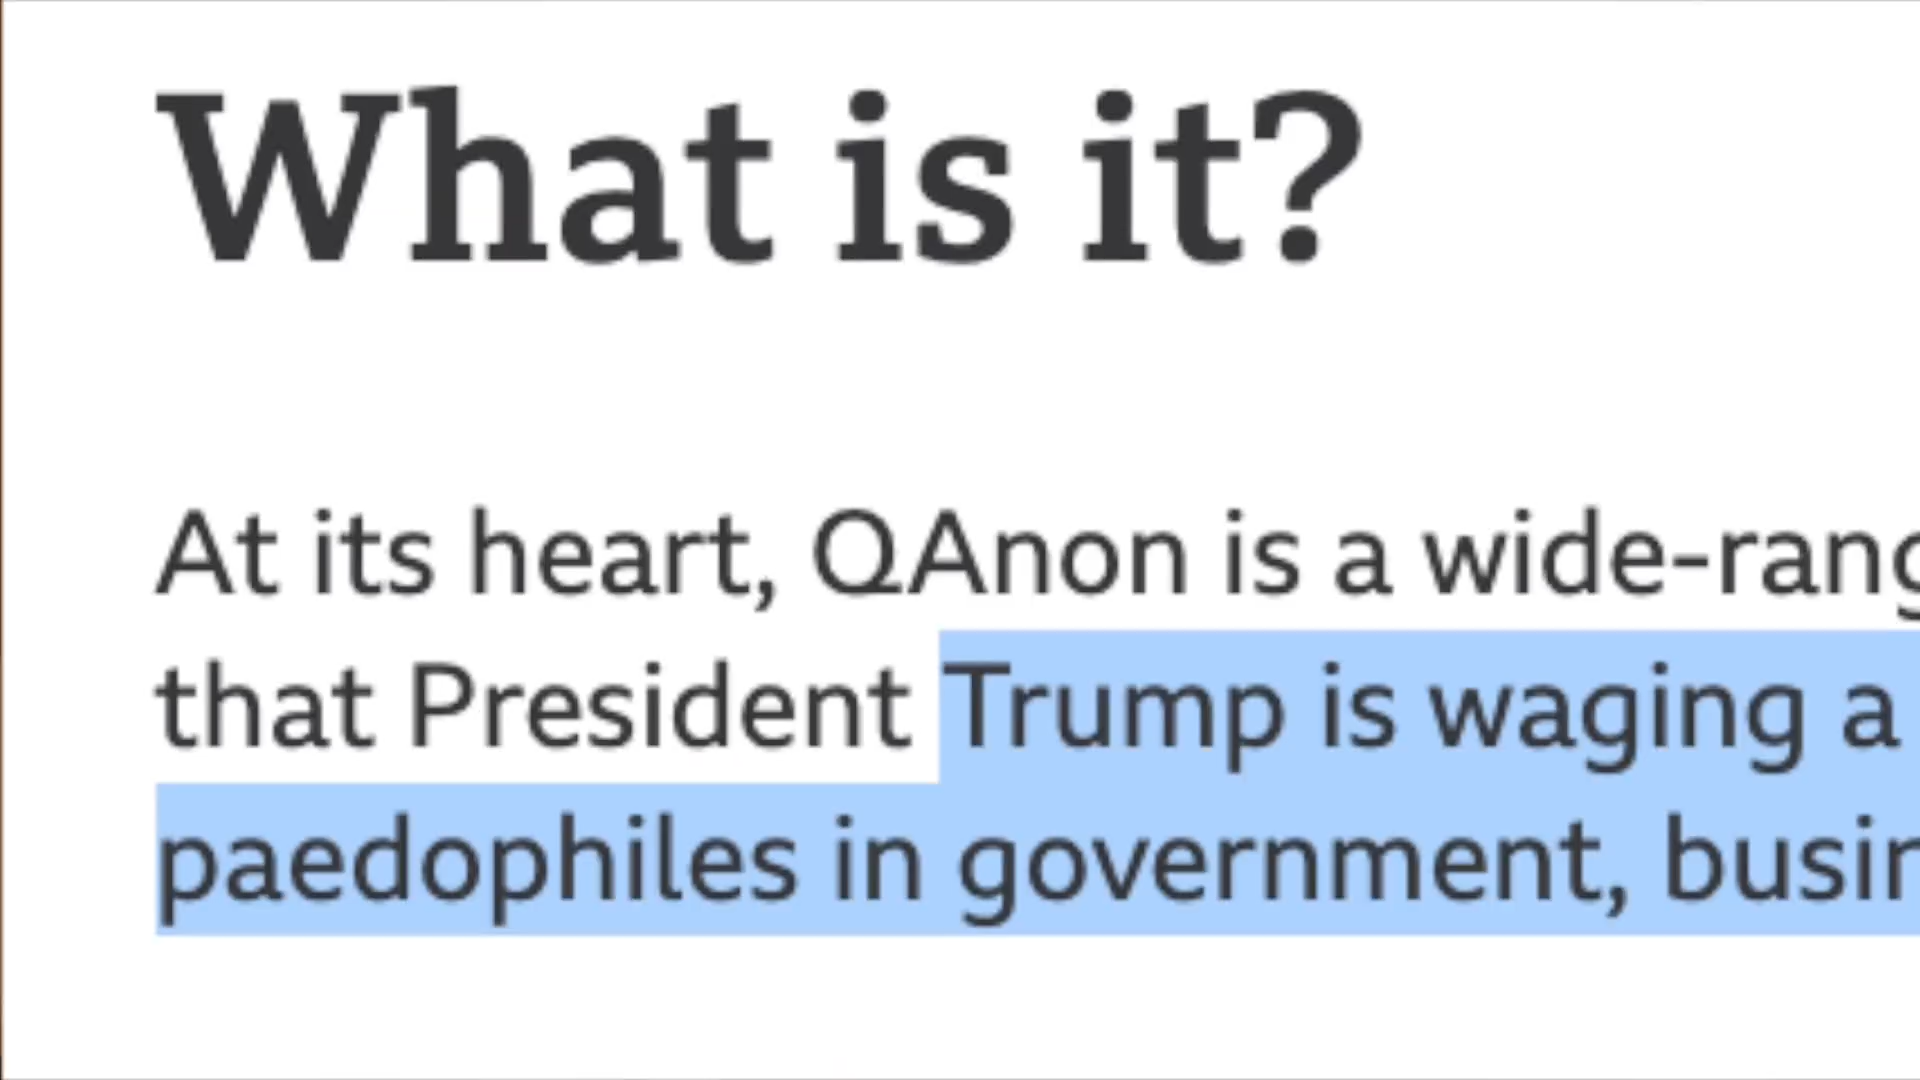 What is it?
At its heart, QAnon is a wide-rang
that President Trump is waging a
paedophiles in government, busin